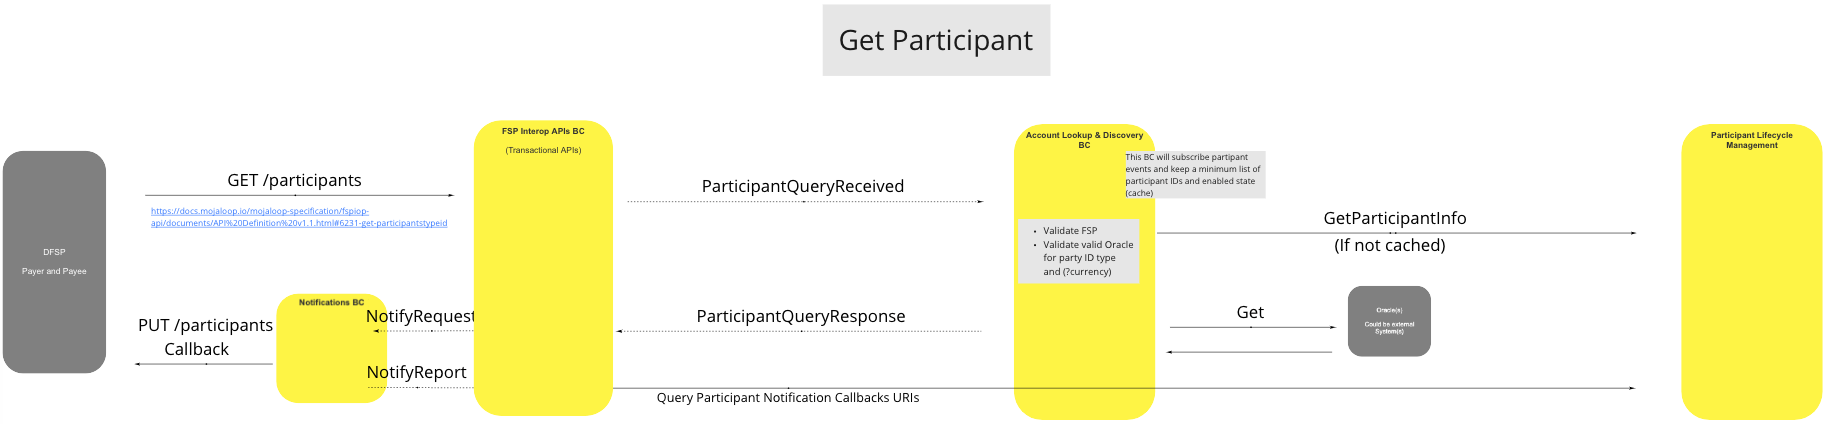 Get Participant
FSP Interop APIs BC
(Transactional APIs)
Account Lookup & Discovery
BC
Participant Lifecycle
Management
This BC will subscribe partipant
events and keep a minimum list of
participant IDs and enabled state
(cache)
GET /participants
https://docs.mojaloop.io/mojaloop-specification/fspiop-
api/documents/API%20Definition%20v1.1.html#6231-get-participantstypeid
ParticipantQueryReceived
GetParticipantInfo
(If not cached)
Validate FSP
Validate valid Oracle
for party ID type
and (?currency)
DFSP
Payer and Payee
Notifications BC
NotifyRequest
ParticipantQueryResponse
Get
Oracle(s)
Could be external
System(s)
PUT /participants
Callback
NotifyReport
Query Participant Notification Callbacks URIs